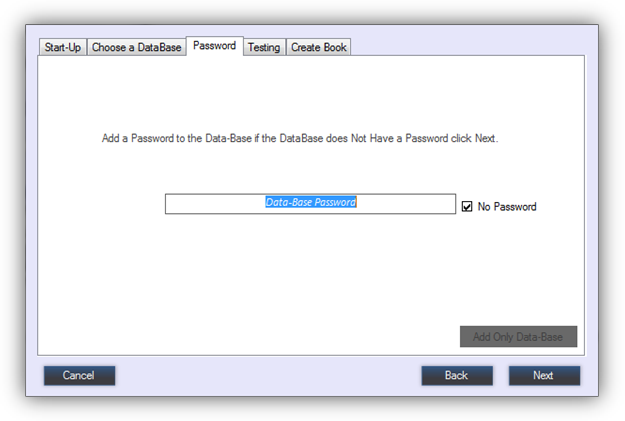 Start-Up Choose a DataBase Password Testing Create Book
Add a Password to the Data-Base if the DataBase does Not Have a Password click Next.
Data-Base Password No Password
Add Only Data-Base
Cancel Back Next